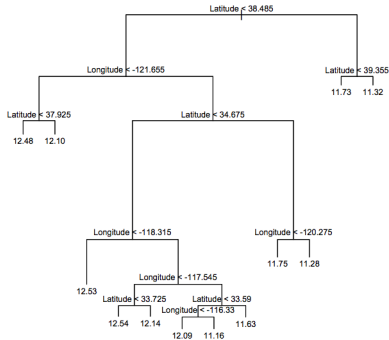 Latitude < 38.485
Longitude < -121.655
Latitude < 39.355
11.73 11.32
Latitude < 37.925
12.48 12.10
Latitude < 34.675
Longitude < -118.315
Longitude < -120.275
11.75 11.28
12.53
Longitude < -117.545
Latitude < 33.725
Latitude < 33.59
12.54 12.14
Longitude < -116.33
11.63
12.09 11.16